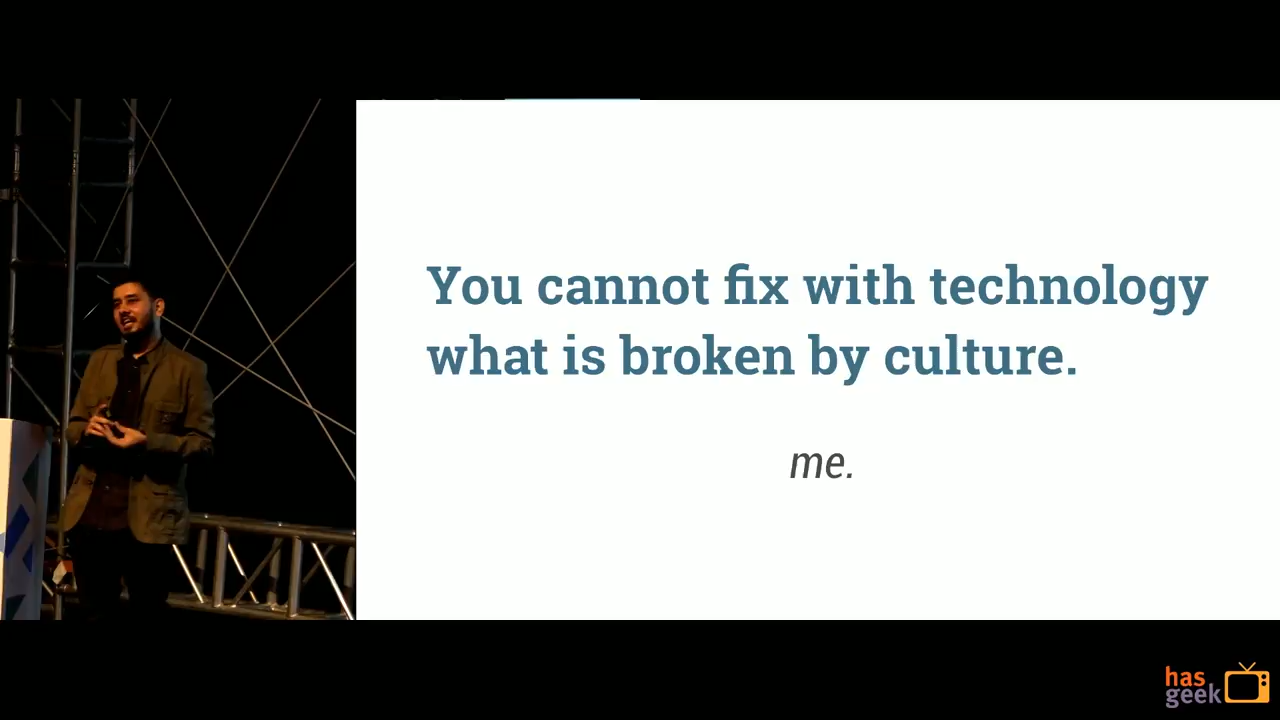 You cannot fix with technology
what is broken by culture.
me.
has
geek